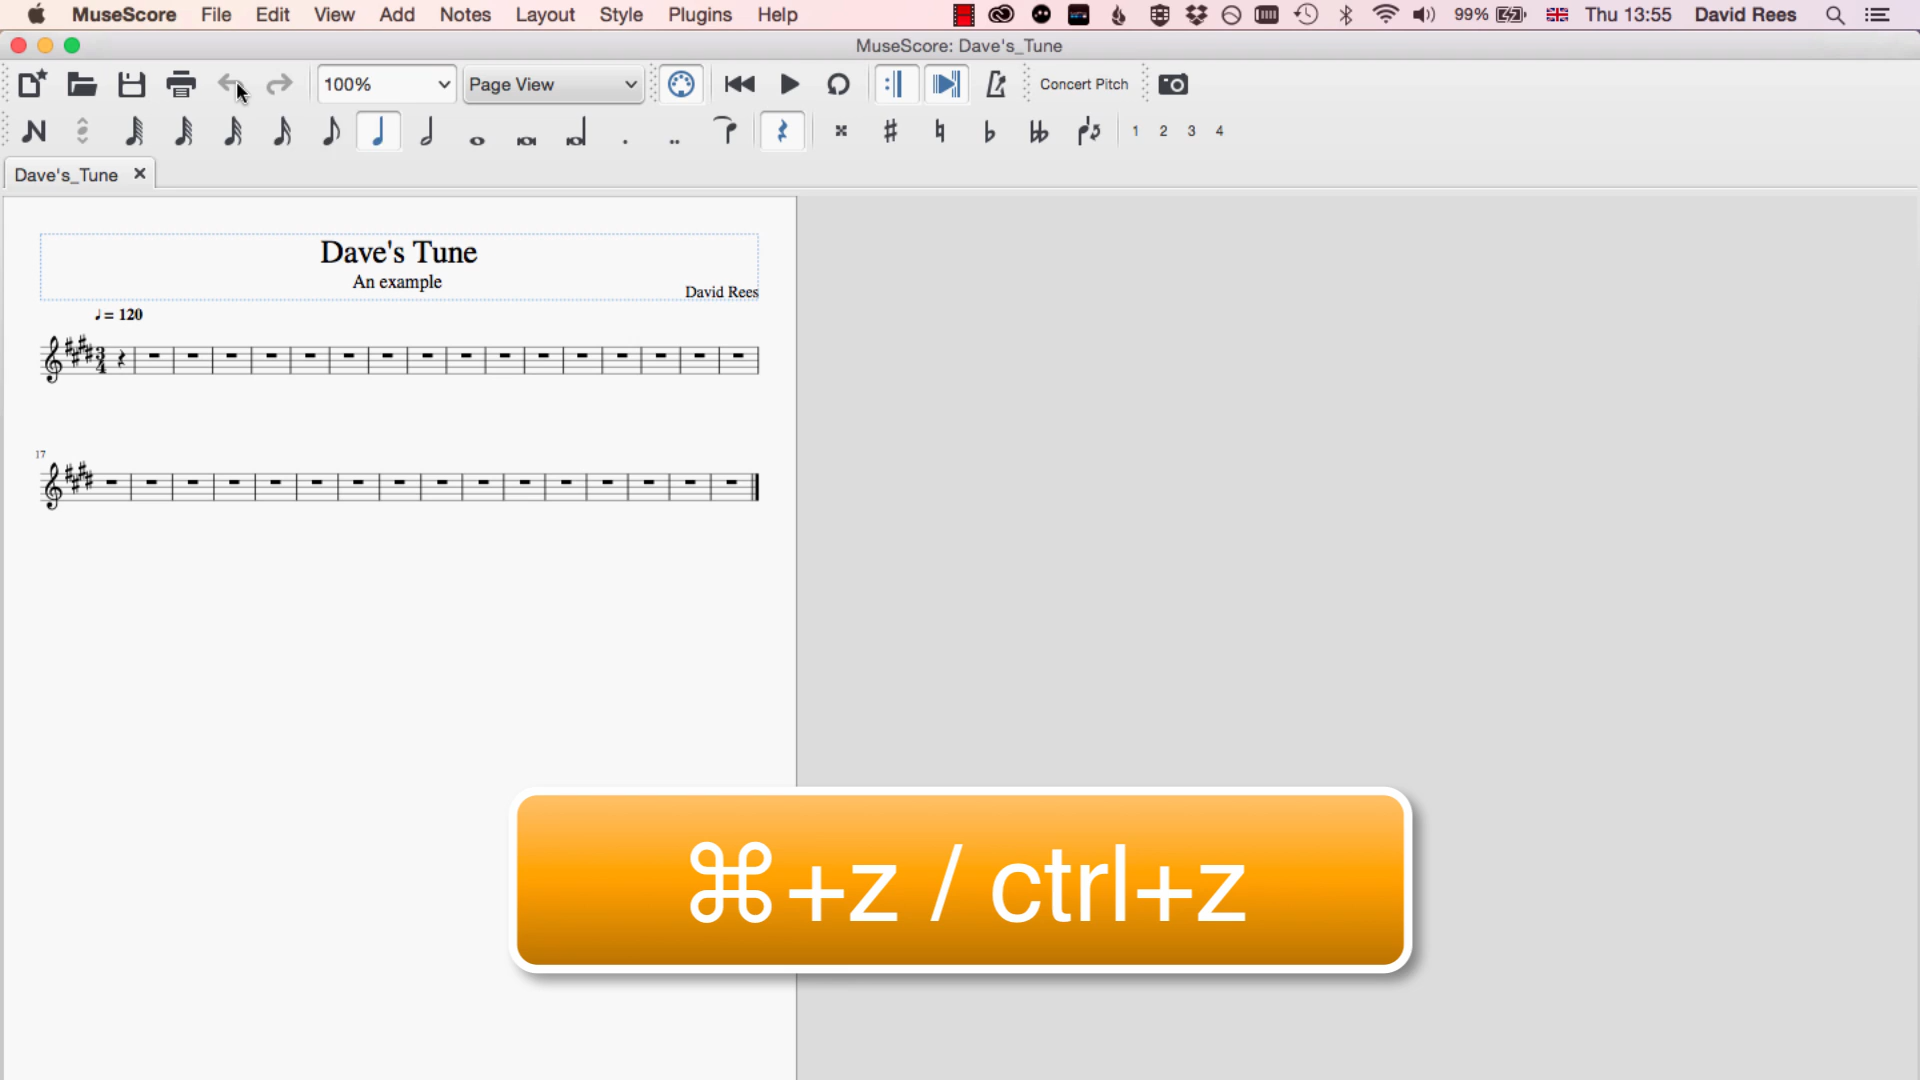 MuseScore File Edit View Add Notes Layout Style Plugins Help 99% Thu 13:55 David Rees
MuseScore: Dave's_Tune
100% Page View Concert Pitch
1 2 3 4
Dave's_Tune
Dave's Tune
An example
David Rees
♩ = 120
3
4
17
⌘+z / ctrl+z